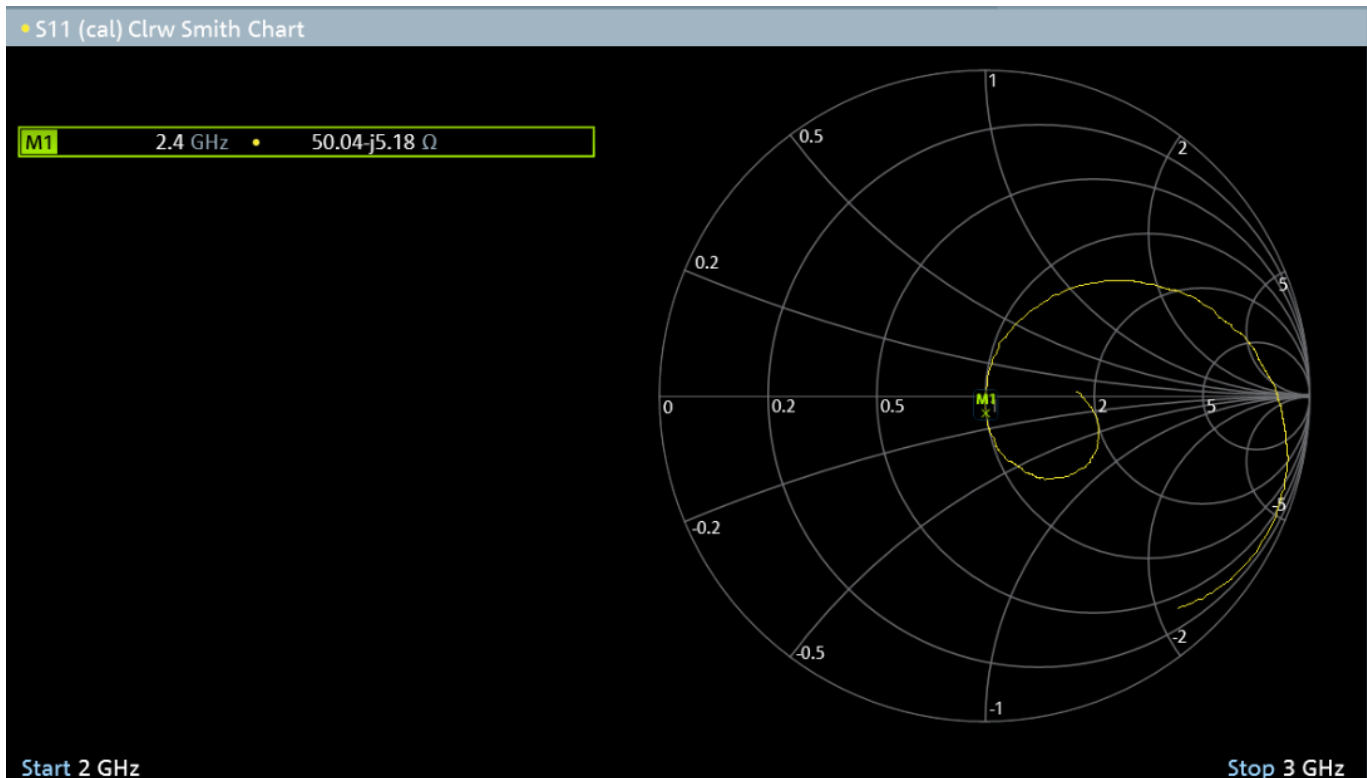 S11 (cal) Clrw Smith Chart
M1 2.4 GHz • 50.04-j5.18 Ω
1
0.5
2
0.2
5
M1
0 0.2 0.5 1 2 5
-0.2
-5
-0.5
-2
-1
Start 2 GHz
Stop 3 GHz